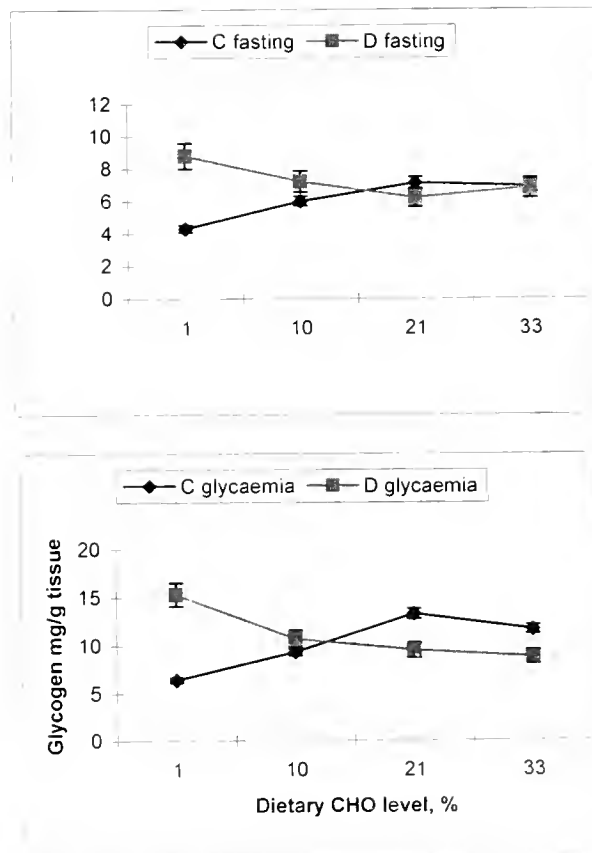 C fasting D fasting
12
10
8
6
4
2
0
1 10 21 33
C glycaemia D glycaemia
Glycogen mg/g tissue
20
15
10
5
0
1 10 21 33
Dietary CHO level, %